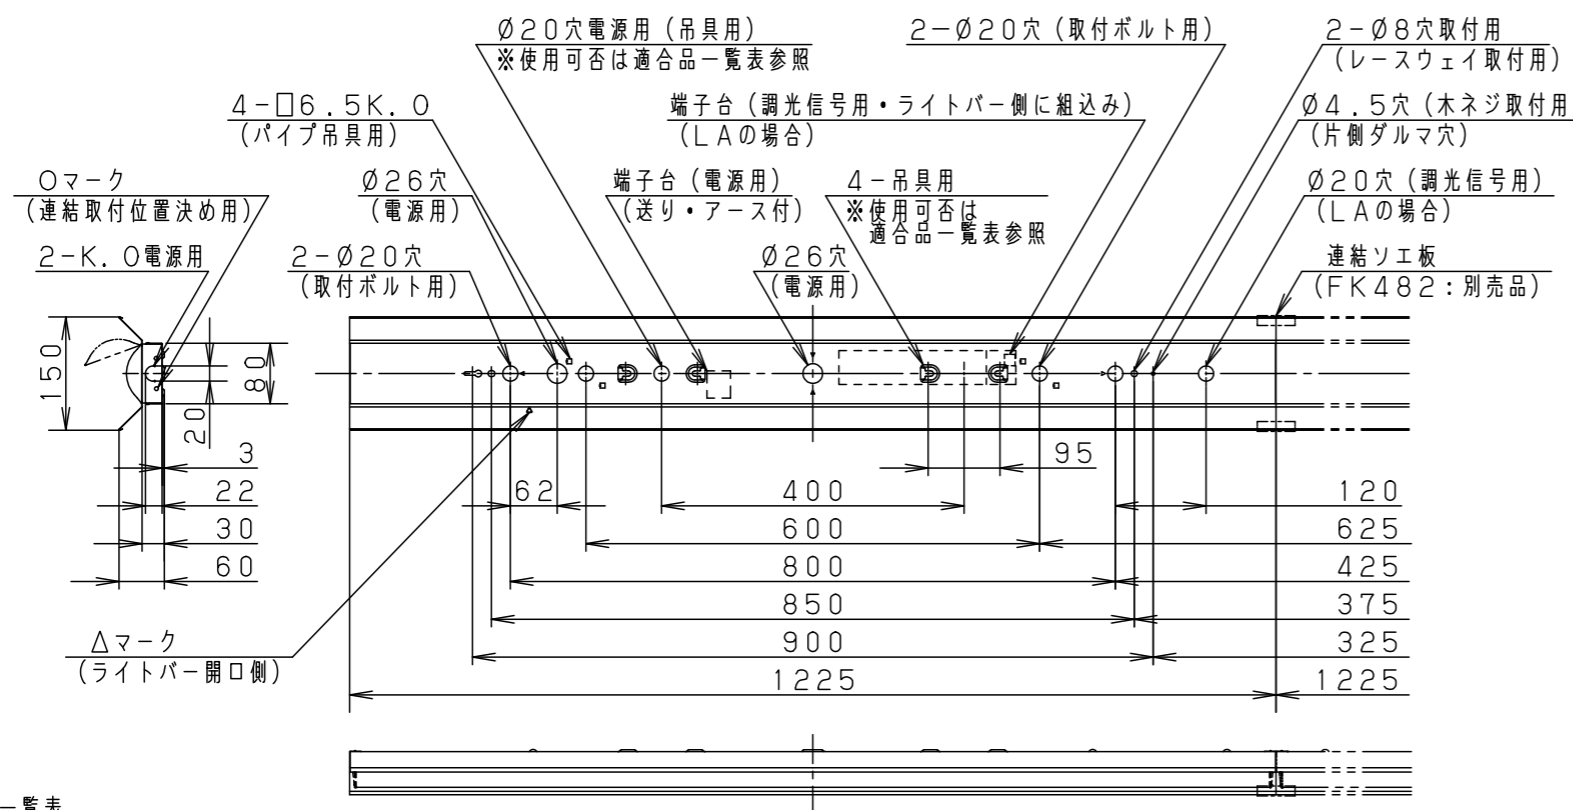 Ø20穴電源用（吊具用）
※使用可否は適合品一覧表参照
2−Ø20穴（取付ボルト用）
2−Ø8穴取付用
（レースウェイ取付用）
4−□6.5K.O
（パイプ吊具用）
端子台（調光信号用・ライトバー側に組込み）
（LAの場合）
Ø4.5穴（木ネジ取付用
（片側ダルマ穴）
Oマーク
（連結取付位置決め用）
Ø26穴
（電源用）
端子台（電源用）
（送り・アース付）
4−吊具用
※使用可否は
適合品一覧表参照
Ø20穴（調光信号用）
（LAの場合）
2−K.O電源用
2−Ø20穴
（取付ボルト用）
Ø26穴
（電源用）
連結ソエ板
（FK482：別売品）
150
80
20
3
22
30
60
95
62
400
120
600
625
800
425
850
375
900
325
1225
1225
△マーク
（ライトバー開口側）
一覧表